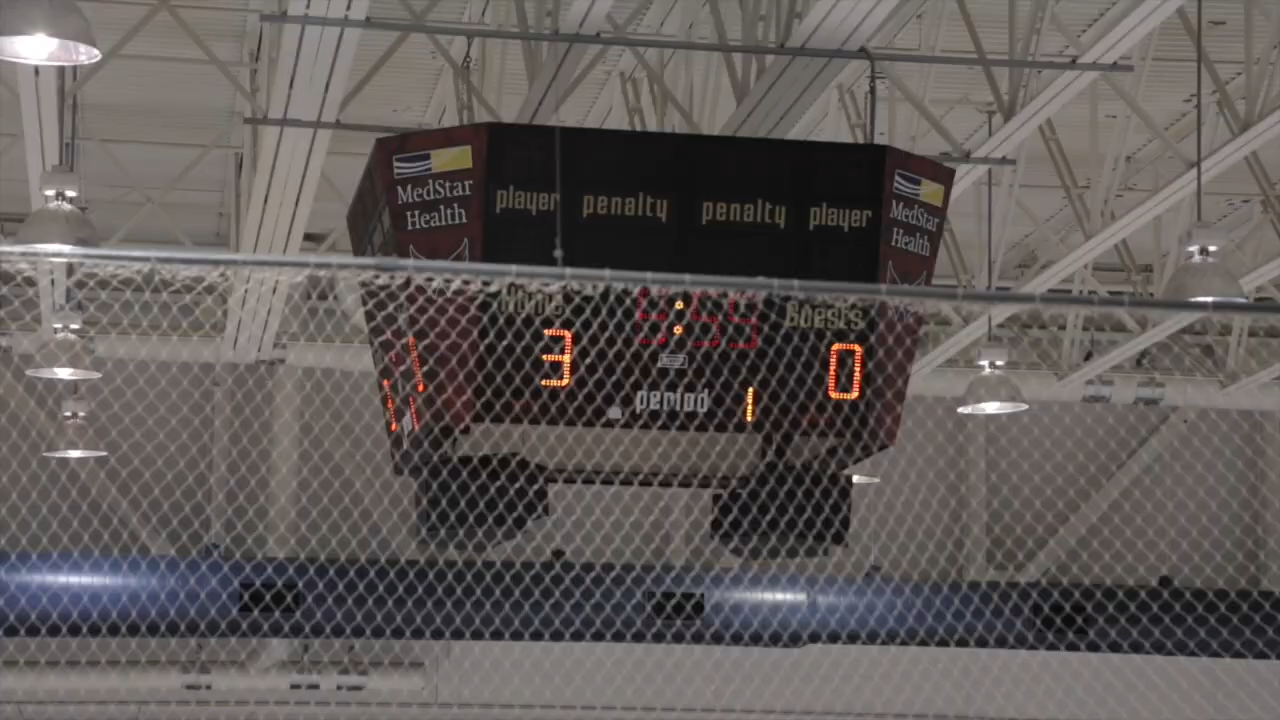 MedStar
Health
player penalty penalty player
MedStar
Health
Home
Guests
3
0
period 1